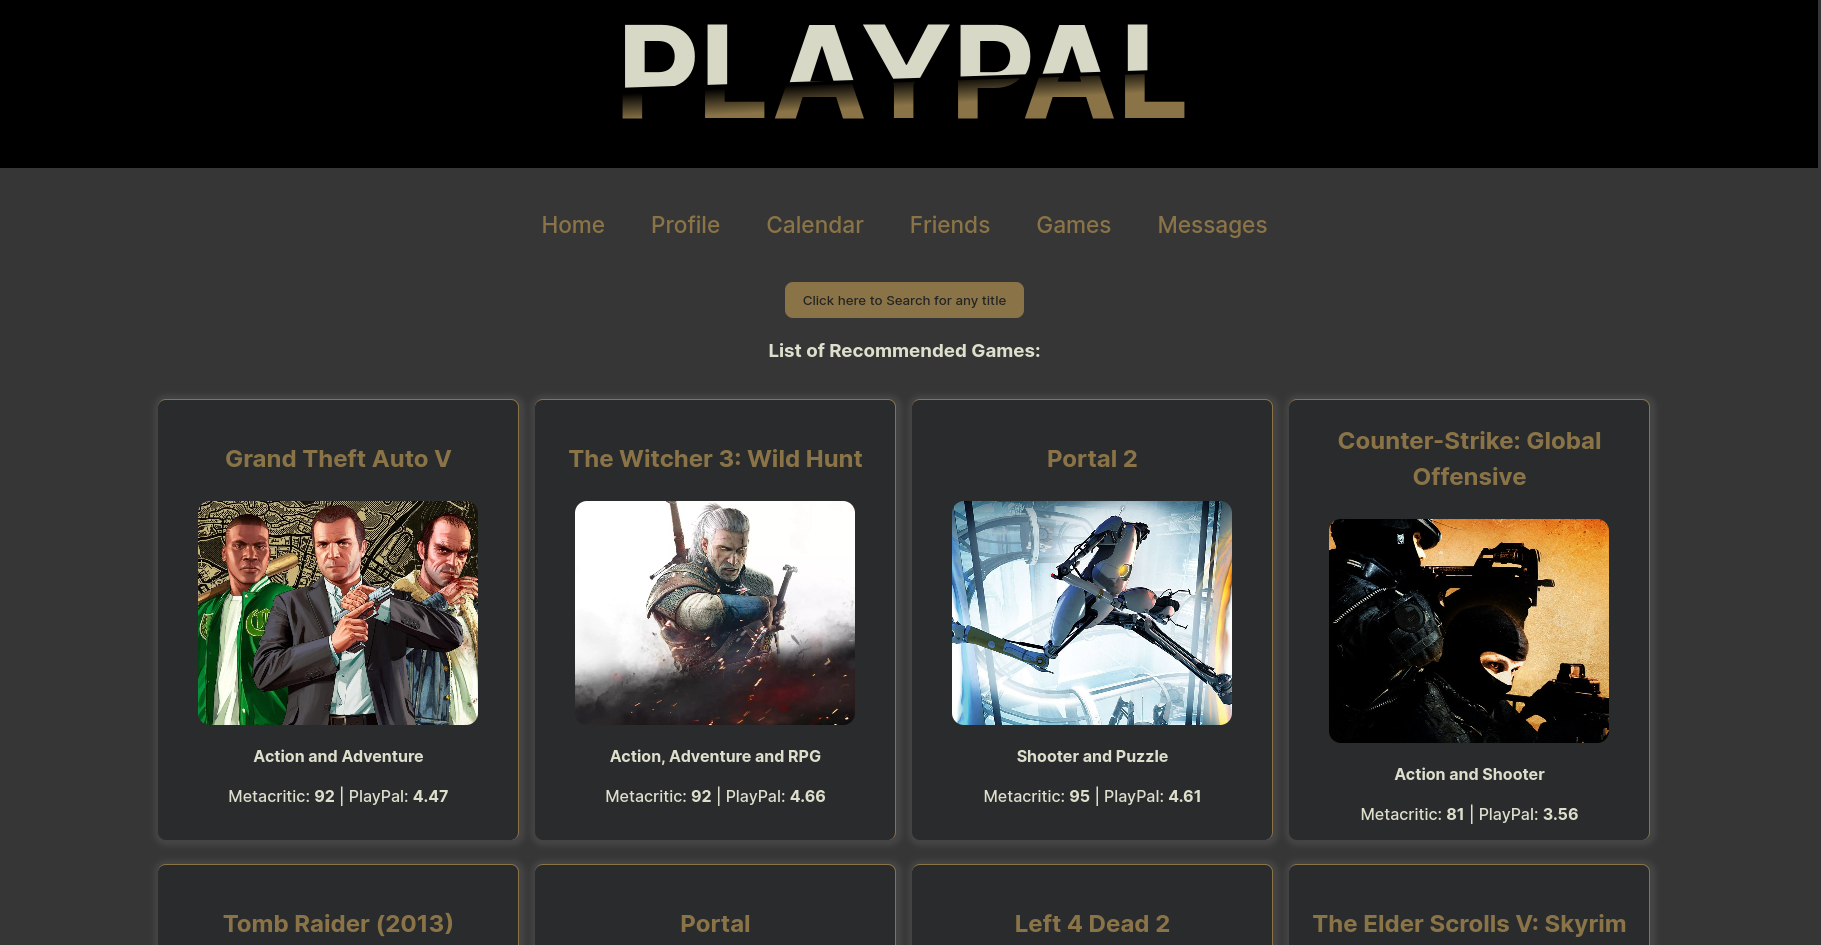 PLAYPAL
Home Profile Calendar Friends Games Messages
Click here to Search for any title
List of Recommended Games:
Grand Theft Auto V
Action and Adventure
Metacritic: 92 | PlayPal: 4.47
The Witcher 3: Wild Hunt
Action, Adventure and RPG
Metacritic: 92 | PlayPal: 4.66
Portal 2
Shooter and Puzzle
Metacritic: 95 | PlayPal: 4.61
Counter-Strike: Global
Offensive
Action and Shooter
Metacritic: 81 | PlayPal: 3.56
Tomb Raider (2013)
Portal
Left 4 Dead 2
The Elder Scrolls V: Skyrim